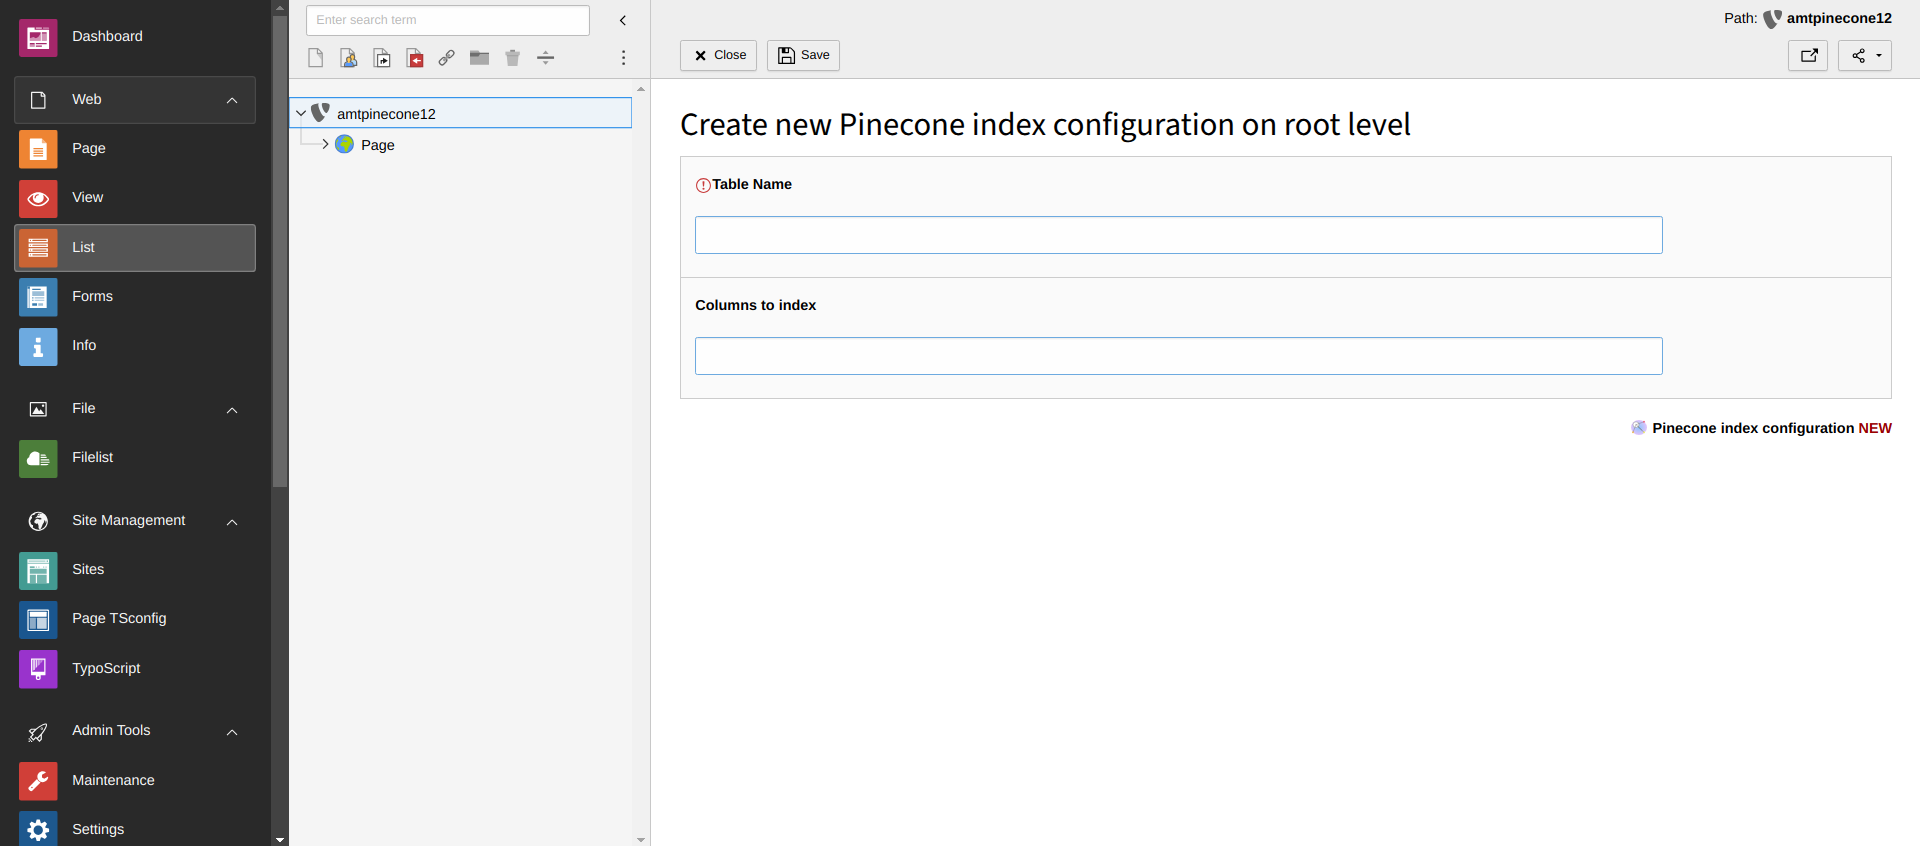 Dashboard
Web
Page
View
List
Forms
Info
File
Filelist
Site Management
Sites
Page TSconfig
TypoScript
Admin Tools
Maintenance
Settings
Enter search term
amtpinecone12
Page
Path: amtpinecone12
Close
Save
Create new Pinecone index configuration on root level
Table Name
Columns to index
Pinecone index configuration NEW